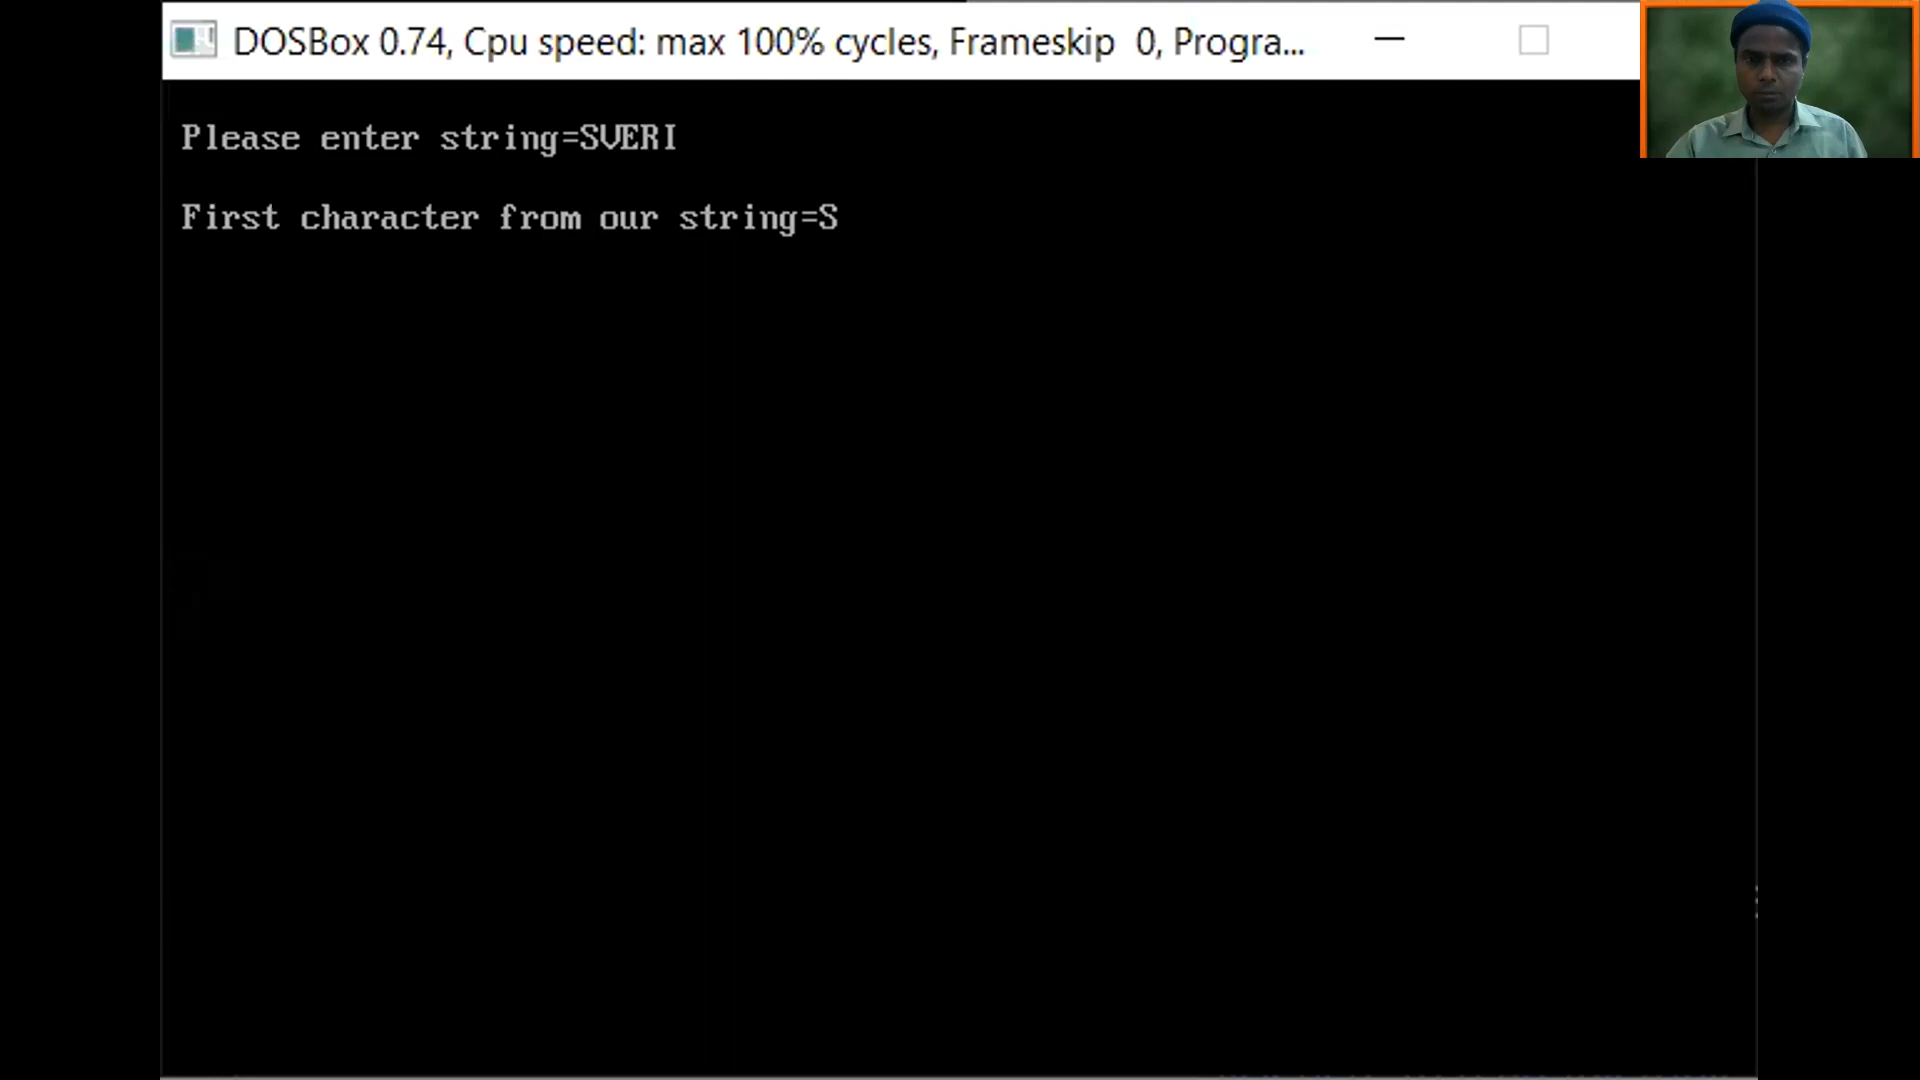 DOSBox 0.74, Cpu speed: max 100% cycles, Frameskip 0, Progra...
Please enter string=SVERI
First character from our string=S